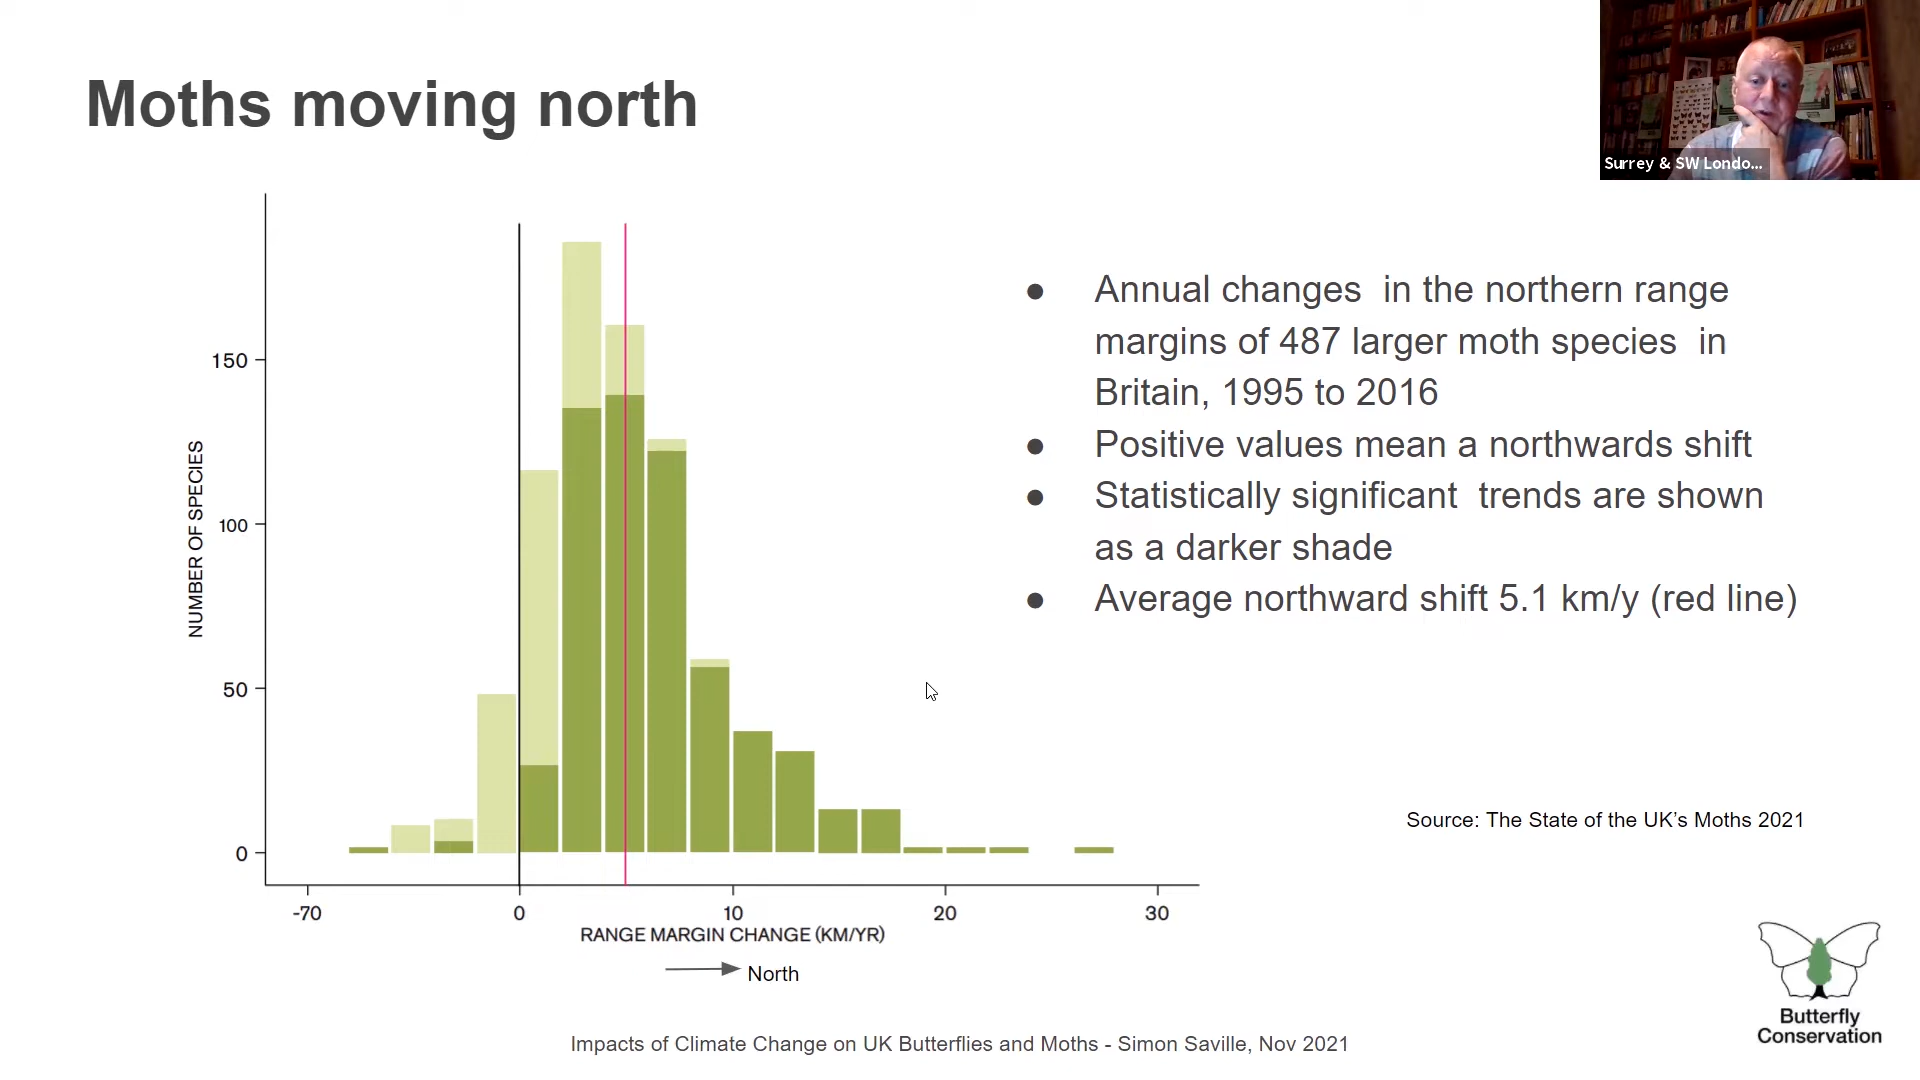 Moths moving north
Surrey & SW Londo...
150
100
50
0
NUMBER OF SPECIES
-70
0
10
20
30
RANGE MARGIN CHANGE (KM/YR)
North
● Annual changes in the northern range
margins of 487 larger moth species in
Britain, 1995 to 2016
● Positive values mean a northwards shift
● Statistically significant trends are shown
as a darker shade
● Average northward shift 5.1 km/y (red line)
Source: The State of the UK's Moths 2021
Butterfly
Conservation
Impacts of Climate Change on UK Butterflies and Moths - Simon Saville, Nov 2021